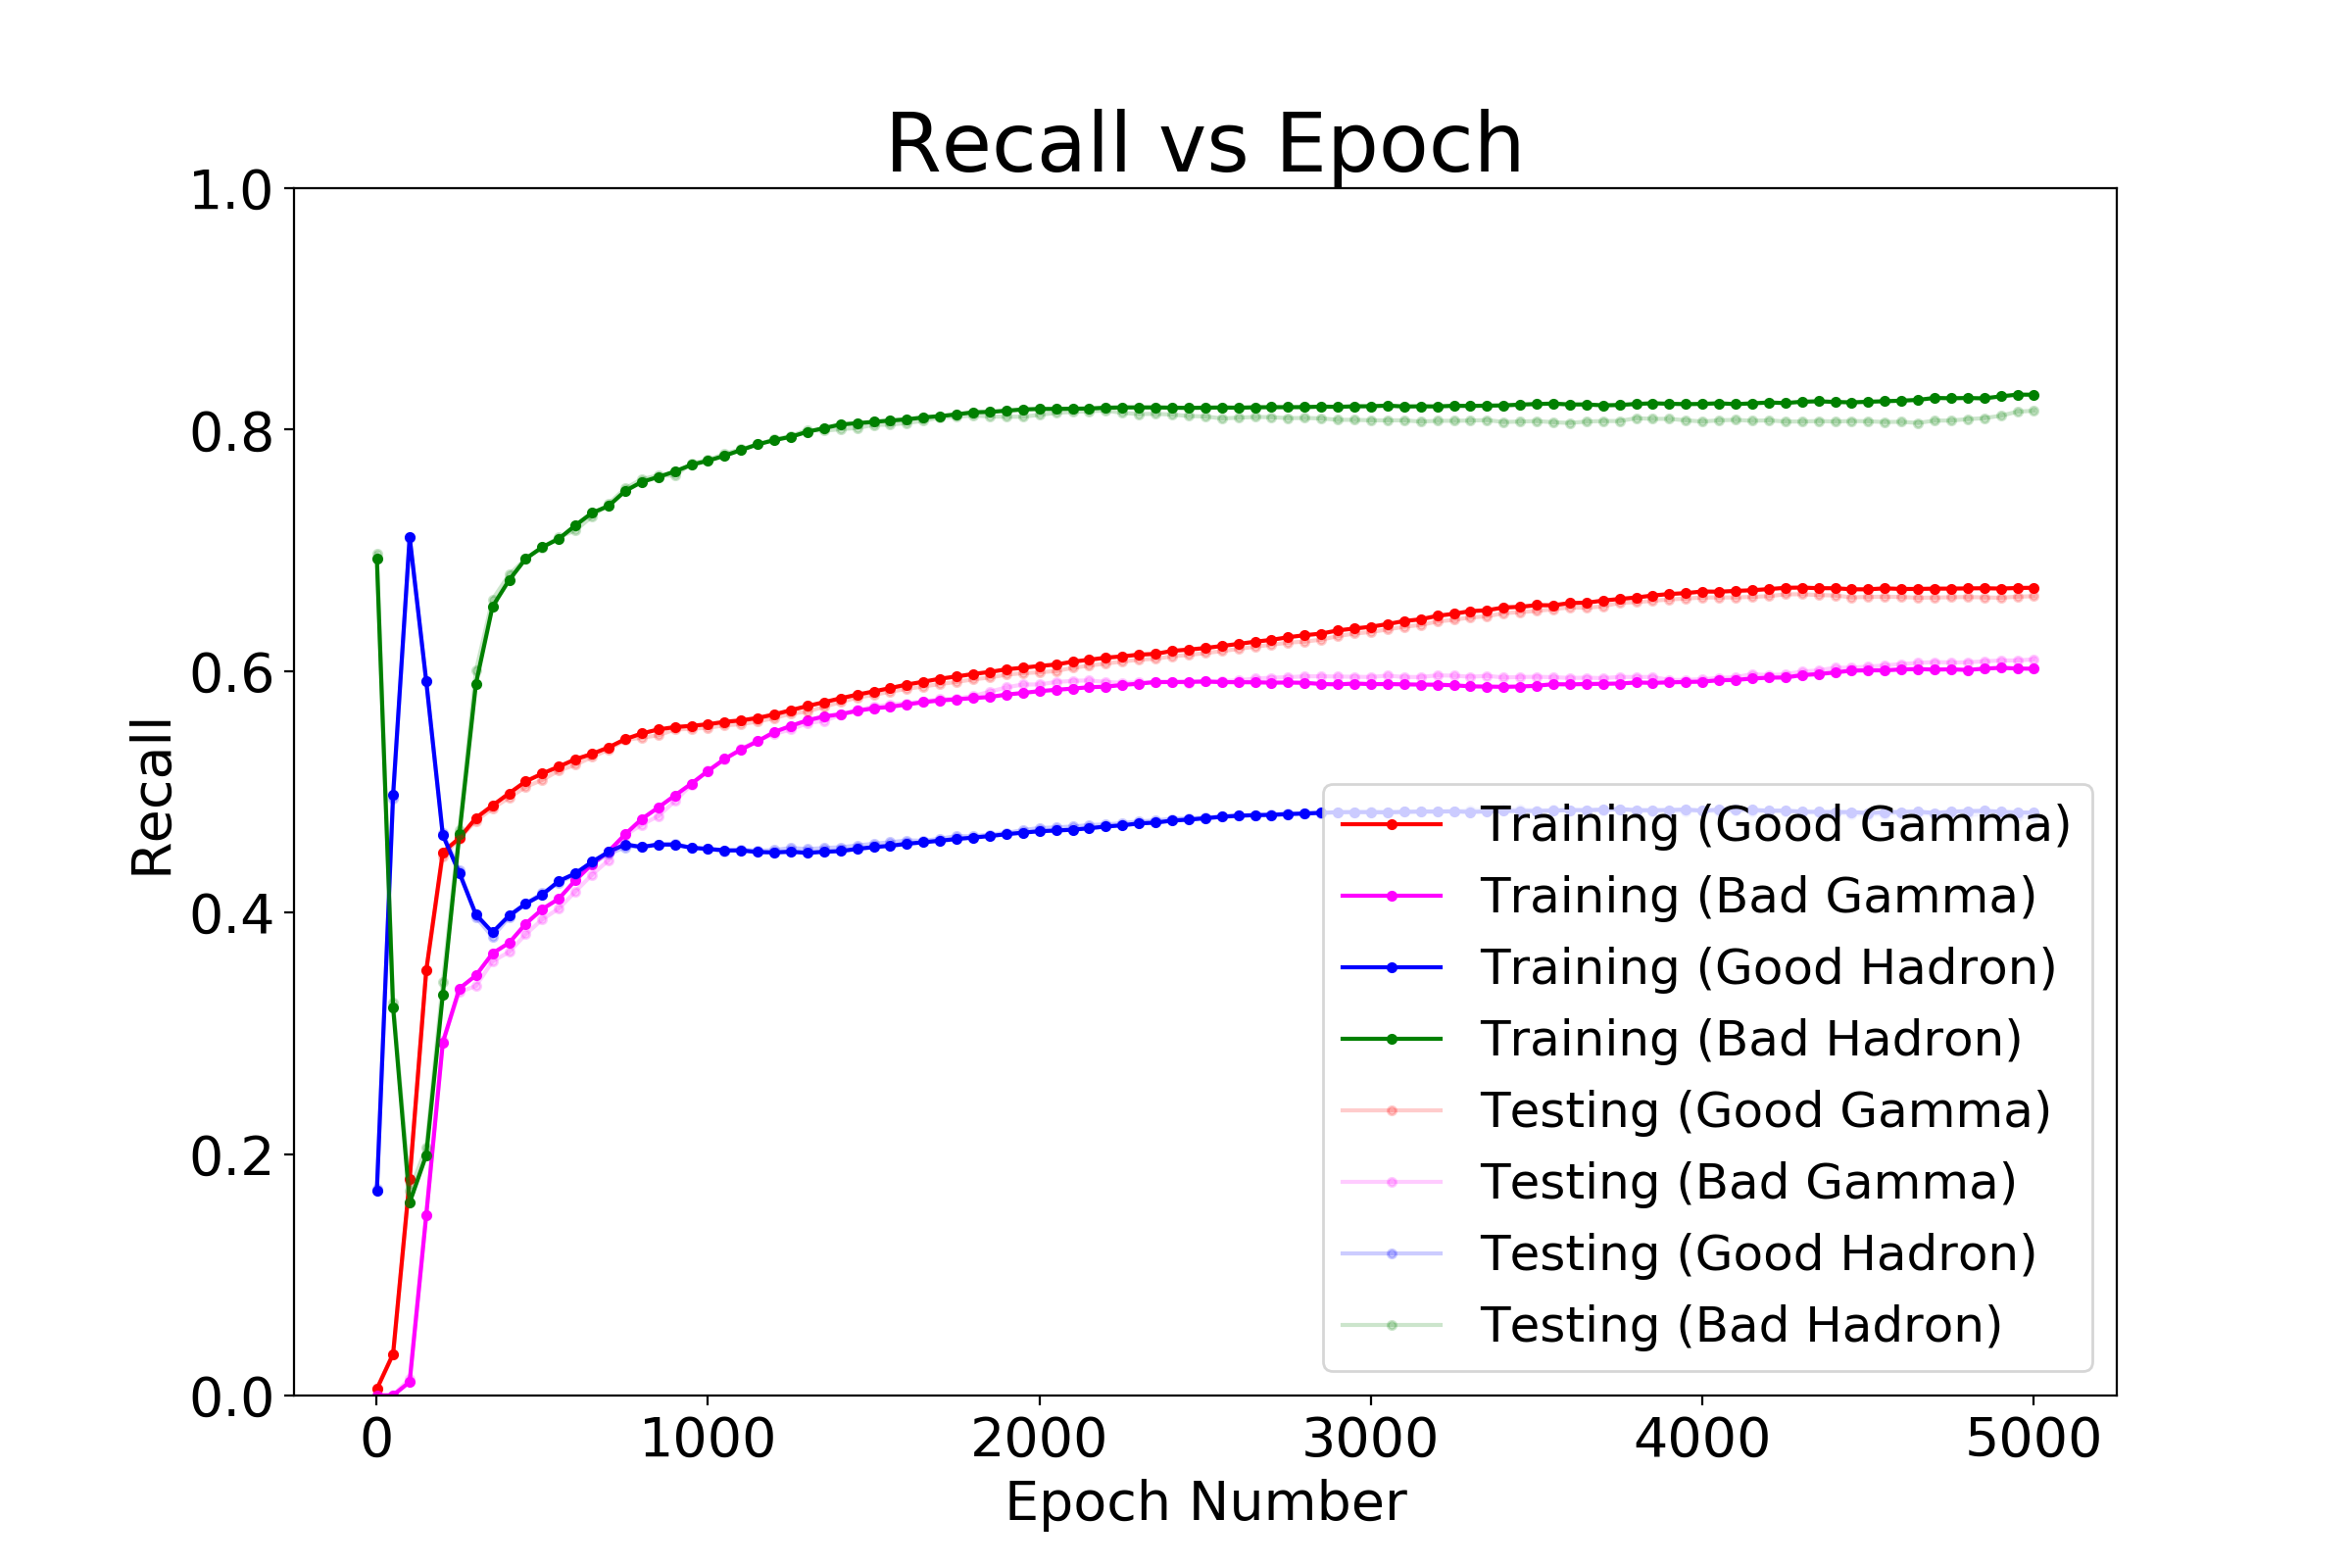 Recall vs Epoch
1.0
0.8
0.6
0.4
0.2
0.0
Recall
0 1000 2000 3000 4000 5000
Epoch Number
Training (Good Gamma)
Training (Bad Gamma)
Training (Good Hadron)
Training (Bad Hadron)
Testing (Good Gamma)
Testing (Bad Gamma)
Testing (Good Hadron)
Testing (Bad Hadron)